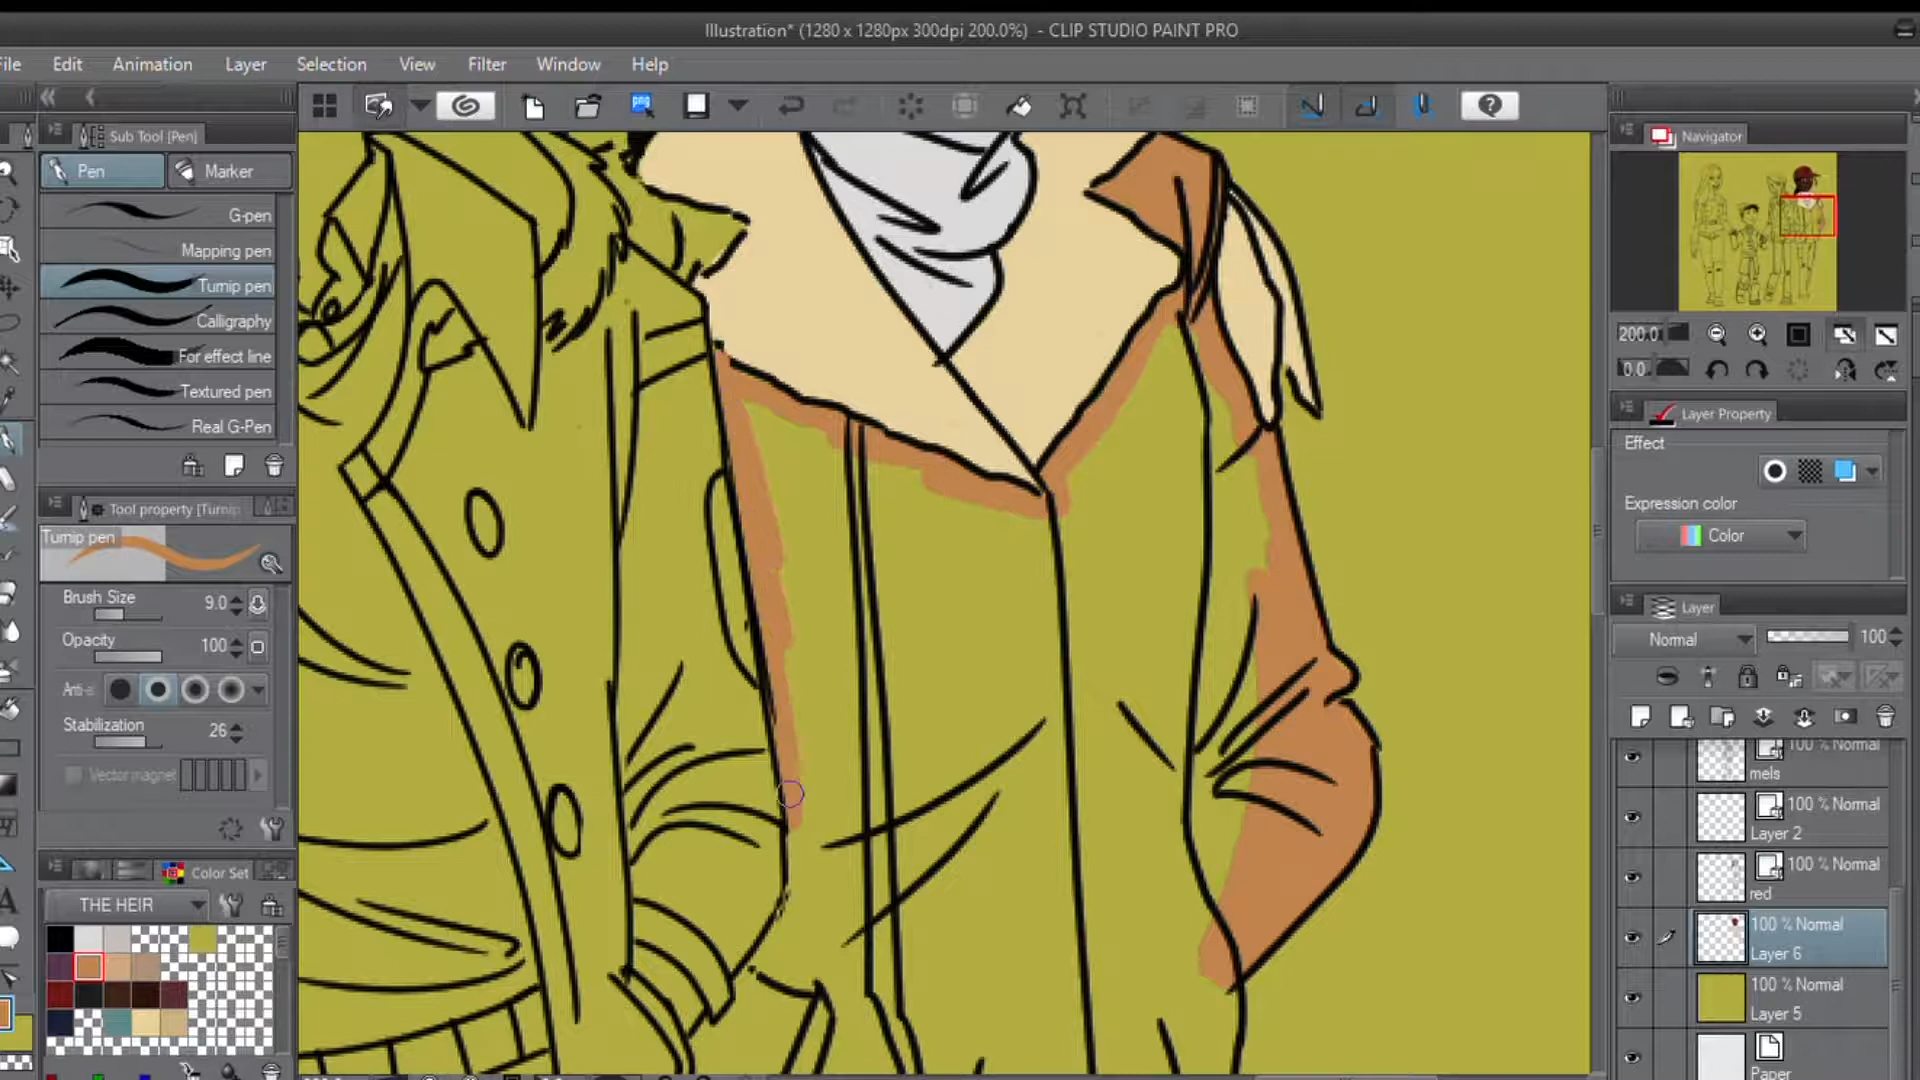 Illustration* (1280 x 1280px 300dpi 200.0%) - CLIP STUDIO PAINT PRO
File Edit Animation Layer Selection View Filter Window Help
Sub Tool [Pen]
Pen Marker
G-pen
Mapping pen
Turnip pen
Calligraphy
For effect line
Textured pen
Real G-Pen
Tool property [Turnip
Turnip pen
Brush Size 9.0
Opacity 100
Stabilization 26
Vector magnet
Color Set
THE HEIR
png
Navigator
200.0
0.0
Layer Property
Effect
Expression color
Color
Layer
Normal 100
100 % Normal
mels
100 % Normal
Layer 2
100 % Normal
red
100 % Normal
Layer 6
100 % Normal
Layer 5
Paper